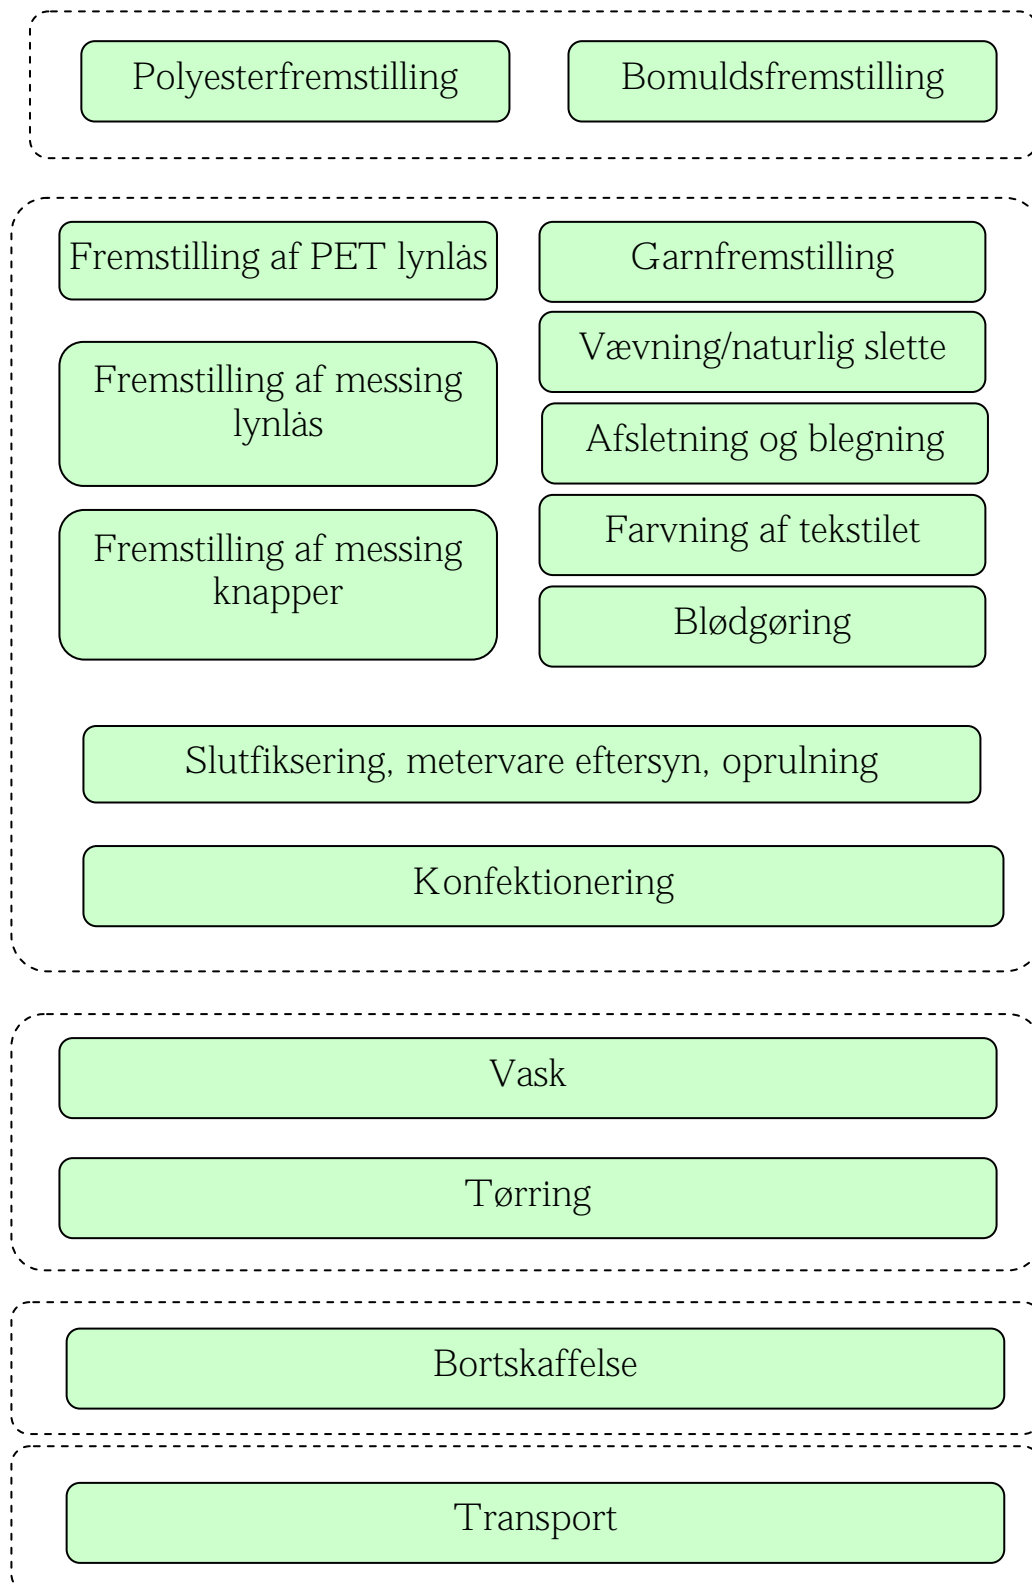 Polyesterfremstilling
Bomuldsfremstilling
Fremstilling af PET lynlås
Fremstilling af messing
lynlås
Fremstilling af messing
knapper
Garnfremstilling
Vævning/naturlig slette
Afsletning og blegning
Farvning af tekstilet
Blødgøring
Slutfiksering, metervare eftersyn, oprulning
Konfektionering
Vask
Tørring
Bortskaffelse
Transport